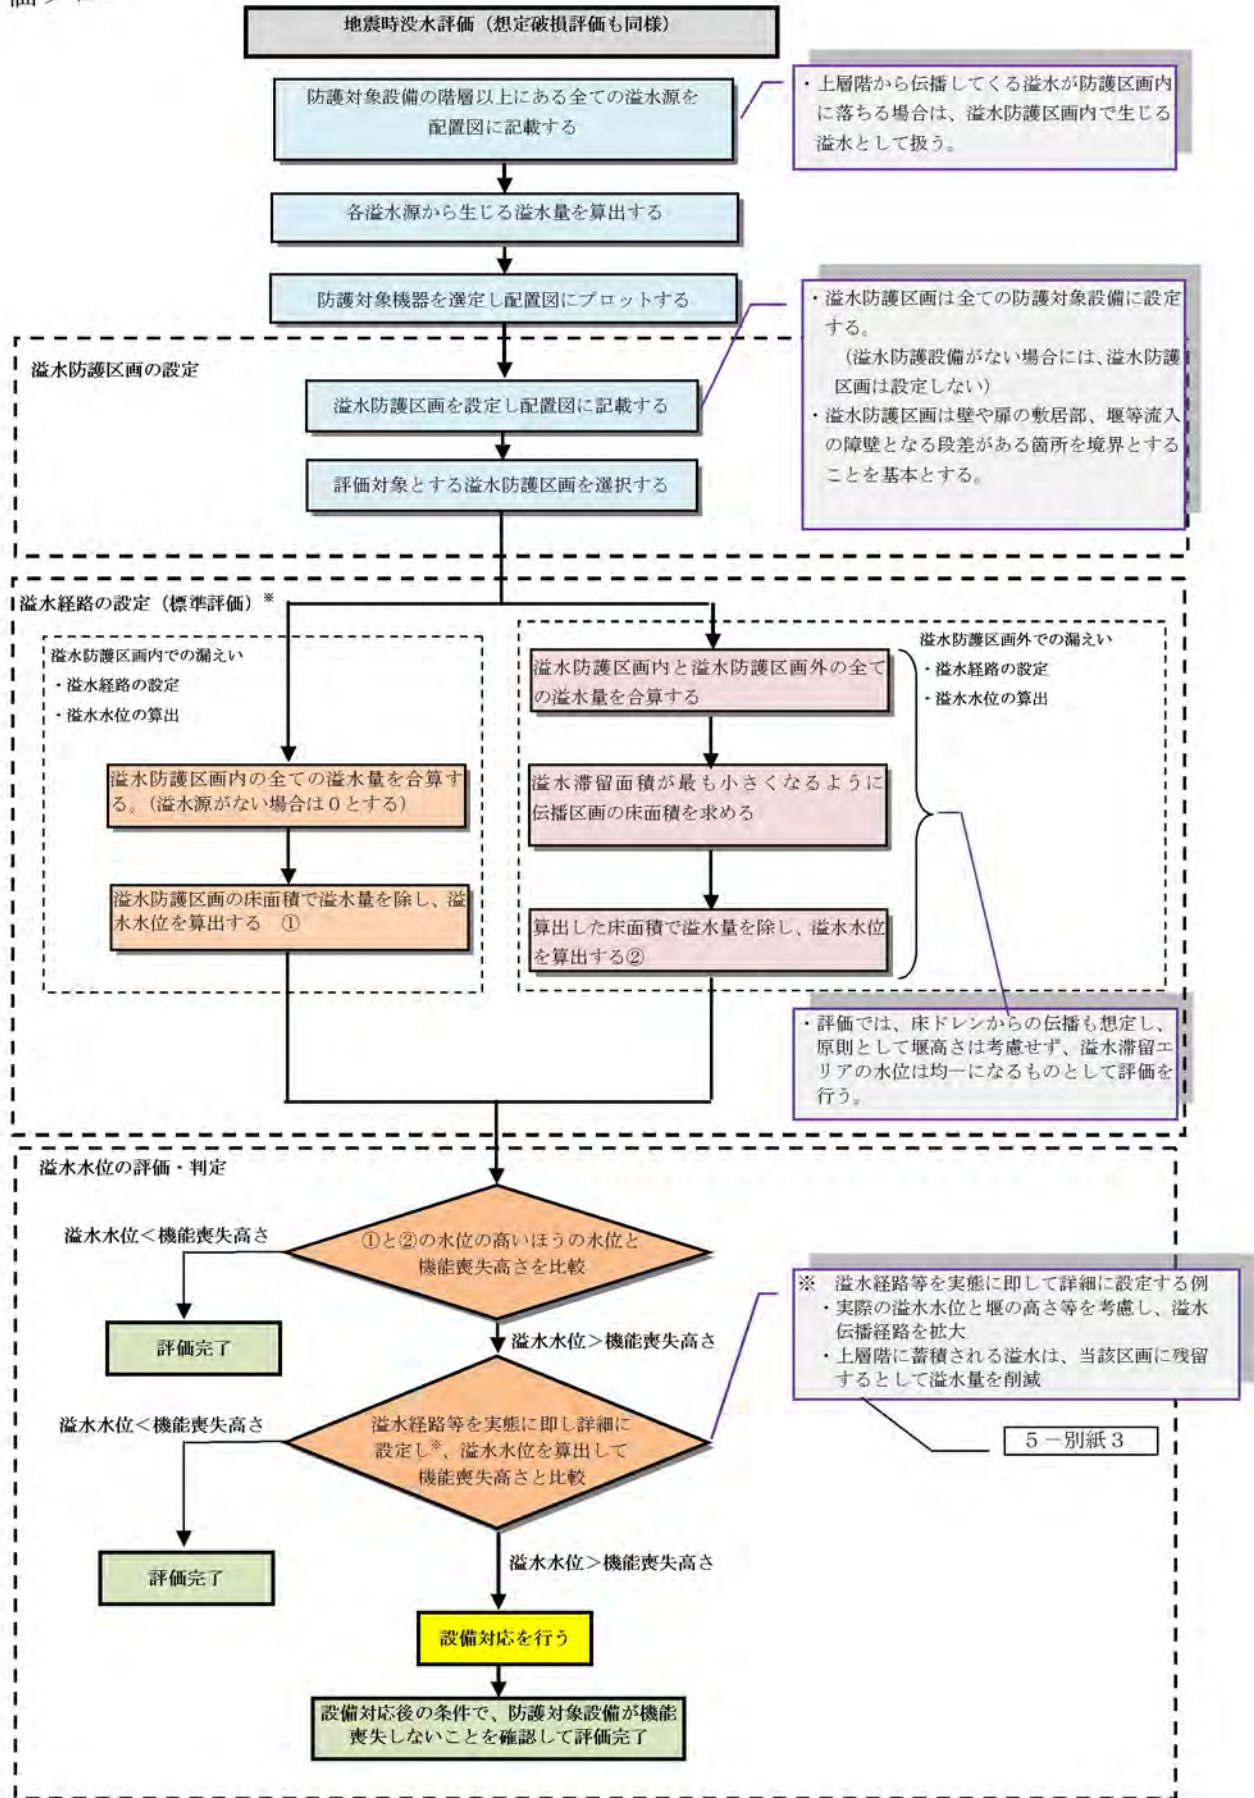 地震時没水評価（想定破損評価も同様）
防護対象設備の階層以上にある全ての溢水源を
配置図に記載する
・上層階から伝播してくる溢水が防護区画内
に落ちる場合は、溢水防護区画内で生じる
溢水として扱う。
各溢水源から生じる溢水量を算出する
防護対象機器を選定し配置図にプロットする
・溢水防護区画は全ての防護対象設備に設定
する。
（溢水防護設備がない場合には、溢水防護
区画は設定しない）
・溢水防護区画は壁や扉の敷居部、堰等流入
の障壁となる段差がある箇所を境界とする
ことを基本とする。
溢水防護区画の設定
溢水防護区画を設定し配置図に記載する
評価対象とする溢水防護区画を選択する
溢水経路の設定（標準評価）※
溢水防護区画内での漏えい
・溢水経路の設定
・溢水水位の算出
溢水防護区画内の全ての溢水量を合算す
る。（溢水源がない場合は０とする）
溢水防護区画の床面積で溢水量を除し、溢
水水位を算出する　①
溢水防護区画外での漏えい
・溢水経路の設定
・溢水水位の算出
溢水防護区画内と溢水防護区画外の全て
の溢水量を合算する
溢水滞留面積が最も小さくなるように
伝播区画の床面積を求める
算出した床面積で溢水量を除し、溢水水位
を算出する②
・評価では、床ドレンからの伝播も想定し、
原則として堰高さは考慮せず、溢水滞留エ
リアの水位は均一になるものとして評価を
行う。
溢水水位の評価・判定
①と②の水位の高いほうの水位と
機能喪失高さを比較
溢水水位＜機能喪失高さ
評価完了
溢水水位＞機能喪失高さ
※　溢水経路等を実態に即して詳細に設定する例
・実際の溢水水位と堰の高さ等を考慮し、溢水
伝播経路を拡大
・上層階に蓄積される溢水は、当該区画に残留
するとして溢水量を削減
５－別紙３
溢水経路等を実態に即し詳細に
設定し※、溢水水位を算出して
機能喪失高さと比較
溢水水位＜機能喪失高さ
評価完了
溢水水位＞機能喪失高さ
設備対応を行う
設備対応後の条件で、防護対象設備が機能
喪失しないことを確認して評価完了